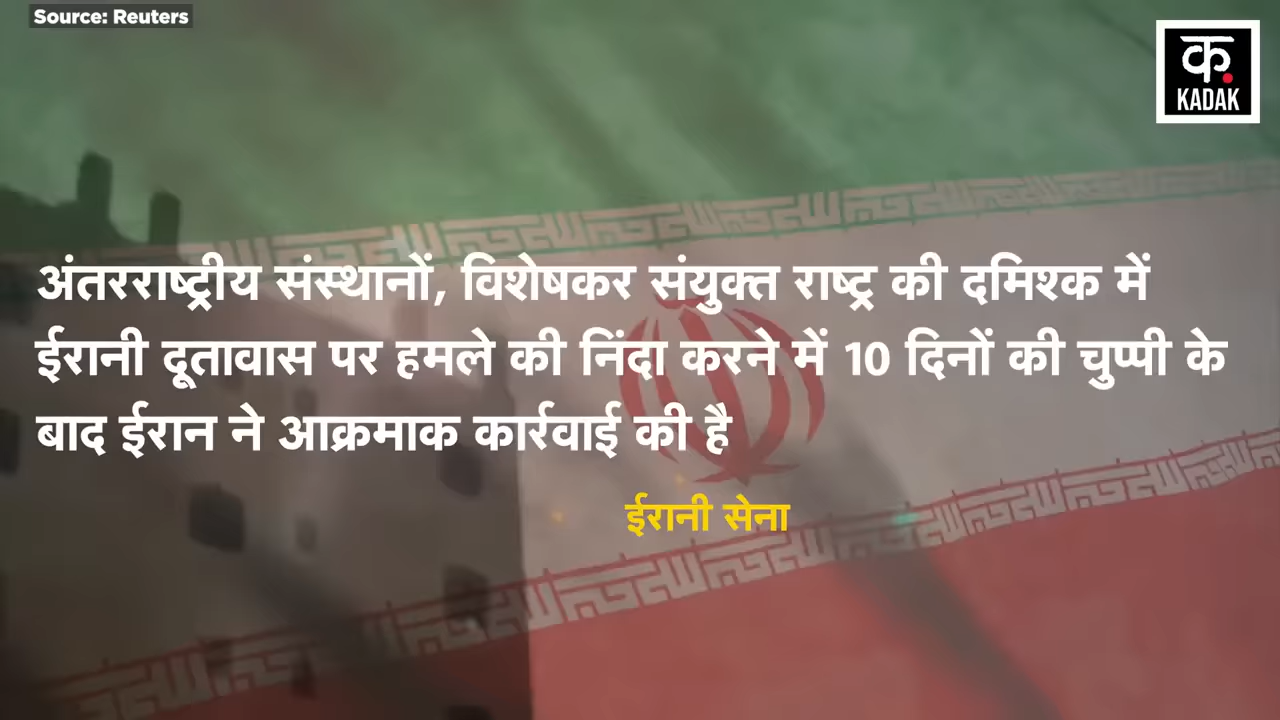 Source: Reuters
क.
KADAK
अंतरराष्ट्रीय संस्थानों, विशेषकर संयुक्त राष्ट्र की दमिश्क में
ईरानी दूतावास पर हमले की निंदा करने में 10 दिनों की चुप्पी के
बाद ईरान ने आक्रमाक कार्रवाई की है
ईरानी सेना